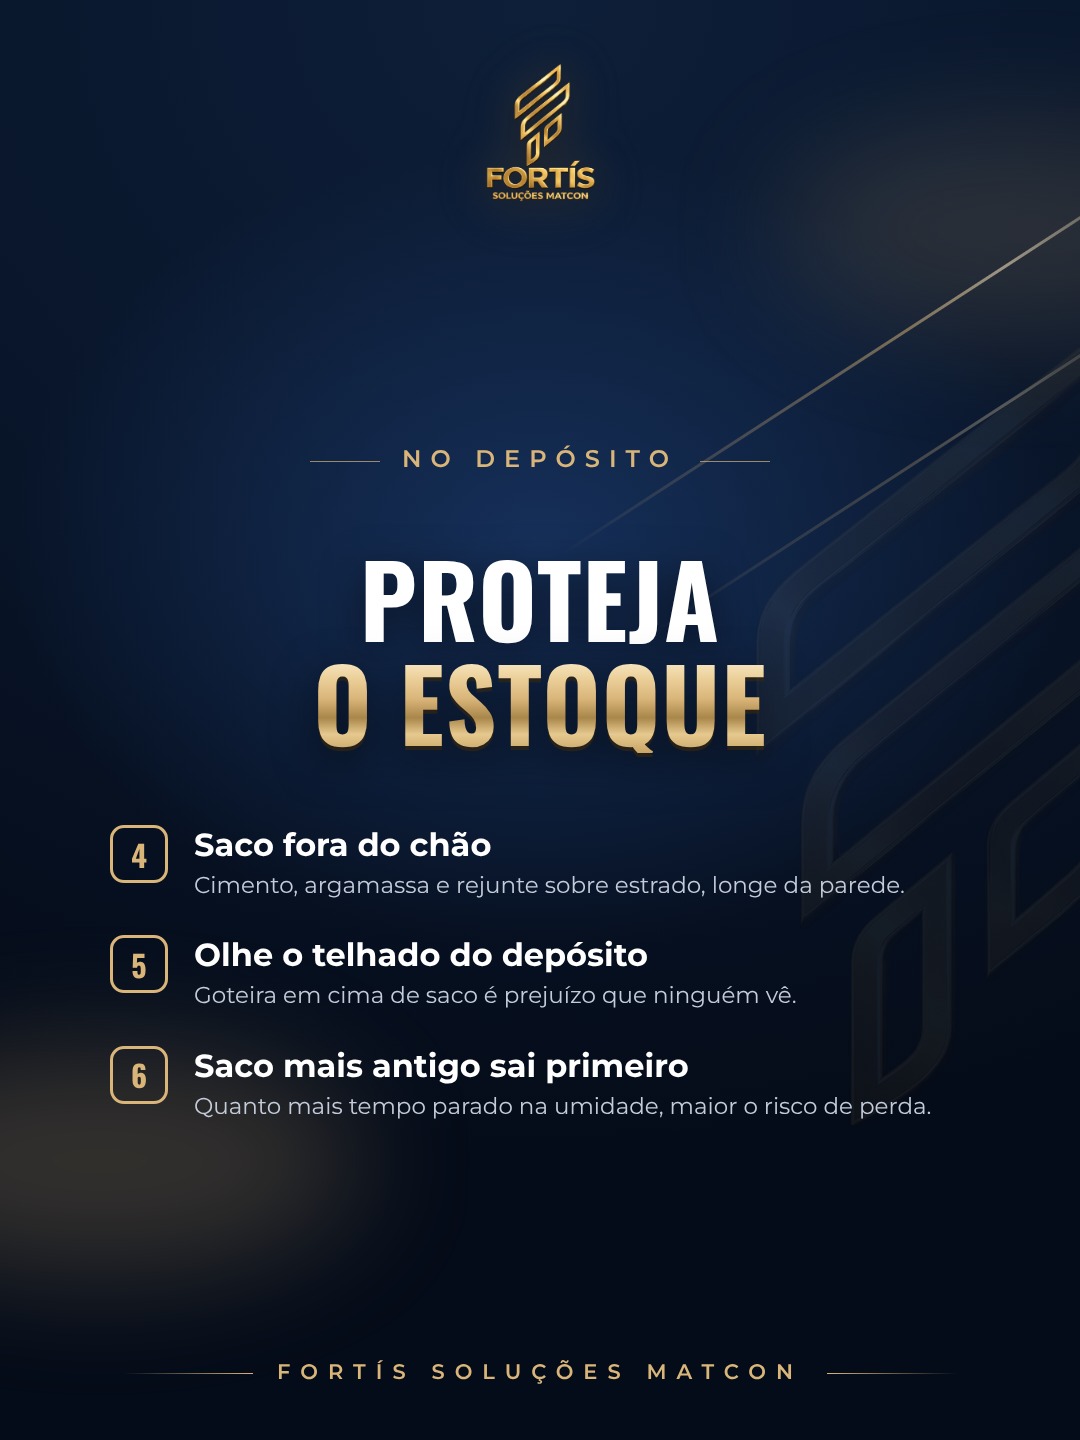 FORTÍS
SOLUÇÕES MATCON
NO DEPÓSITO
PROTEJA
O ESTOQUE
4
Saco fora do chão
Cimento, argamassa e rejunte sobre estrado, longe da parede.
5
Olhe o telhado do depósito
Goteira em cima de saco é prejuízo que ninguém vê.
6
Saco mais antigo sai primeiro
Quanto mais tempo parado na umidade, maior o risco de perda.
FORTÍS SOLUÇÕES MATCON